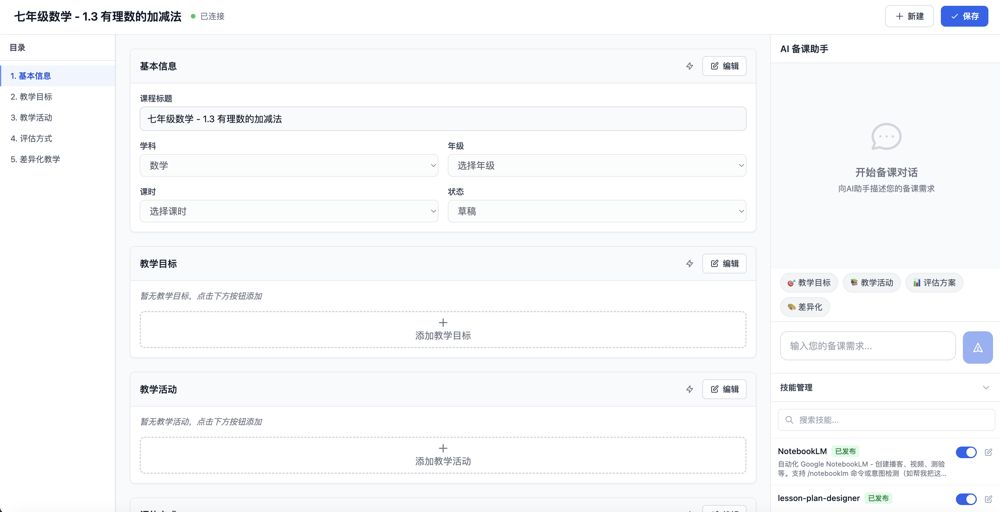 七年级数学 - 1.3 有理数的加减法
已连接
新建
保存
目录
1. 基本信息
2. 教学目标
3. 教学活动
4. 评估方式
5. 差异化教学
基本信息
编辑
课程标题
七年级数学 - 1.3 有理数的加减法
学科
年级
数学
选择年级
课时
状态
选择课时
草稿
教学目标
编辑
暂无教学目标，点击下方按钮添加
添加教学目标
教学活动
编辑
暂无教学活动，点击下方按钮添加
添加教学活动
AI 备课助手
开始备课对话
向AI助手描述您的备课需求
教学目标
教学活动
评估方案
差异化
输入您的备课需求...
技能管理
搜索技能...
NotebookLM 已发布
自动化 Google NotebookLM - 创建播客、视频、测验
等。支持 /notebooklm 命令或意图检测（如帮我把这...
lesson-plan-designer 已发布